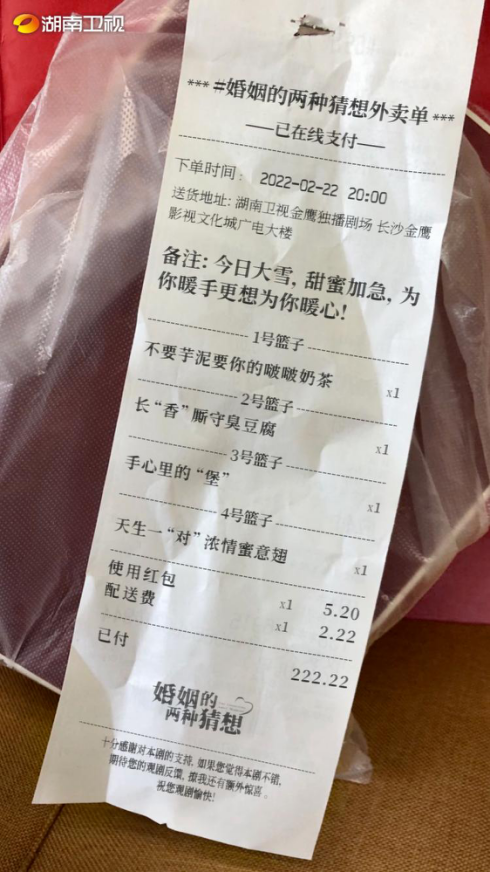 湖南卫视
*** #婚姻的两种猜想外卖单 ***
——已在线支付——
下单时间: 2022-02-22 20:00
送货地址: 湖南卫视金鹰独播剧场 长沙金鹰
影视文化城广电大楼
备注: 今日大雪, 甜蜜加急, 为
你暖手更想为你暖心!
1号篮子
不要芋泥要你的啵啵奶茶 x1
2号篮子
长“香”厮守臭豆腐 x1
3号篮子
手心里的“堡” x1
4号篮子
天生一“对”浓情蜜意翅 x1
使用红包 x1 5.20
配送费 x1 2.22
已付 222.22
婚姻的
两种猜想
十分感谢对本剧的支持, 如果您觉得本剧不错,
期待您的观剧反馈, 撩我还有额外惊喜。
祝您观剧愉快!